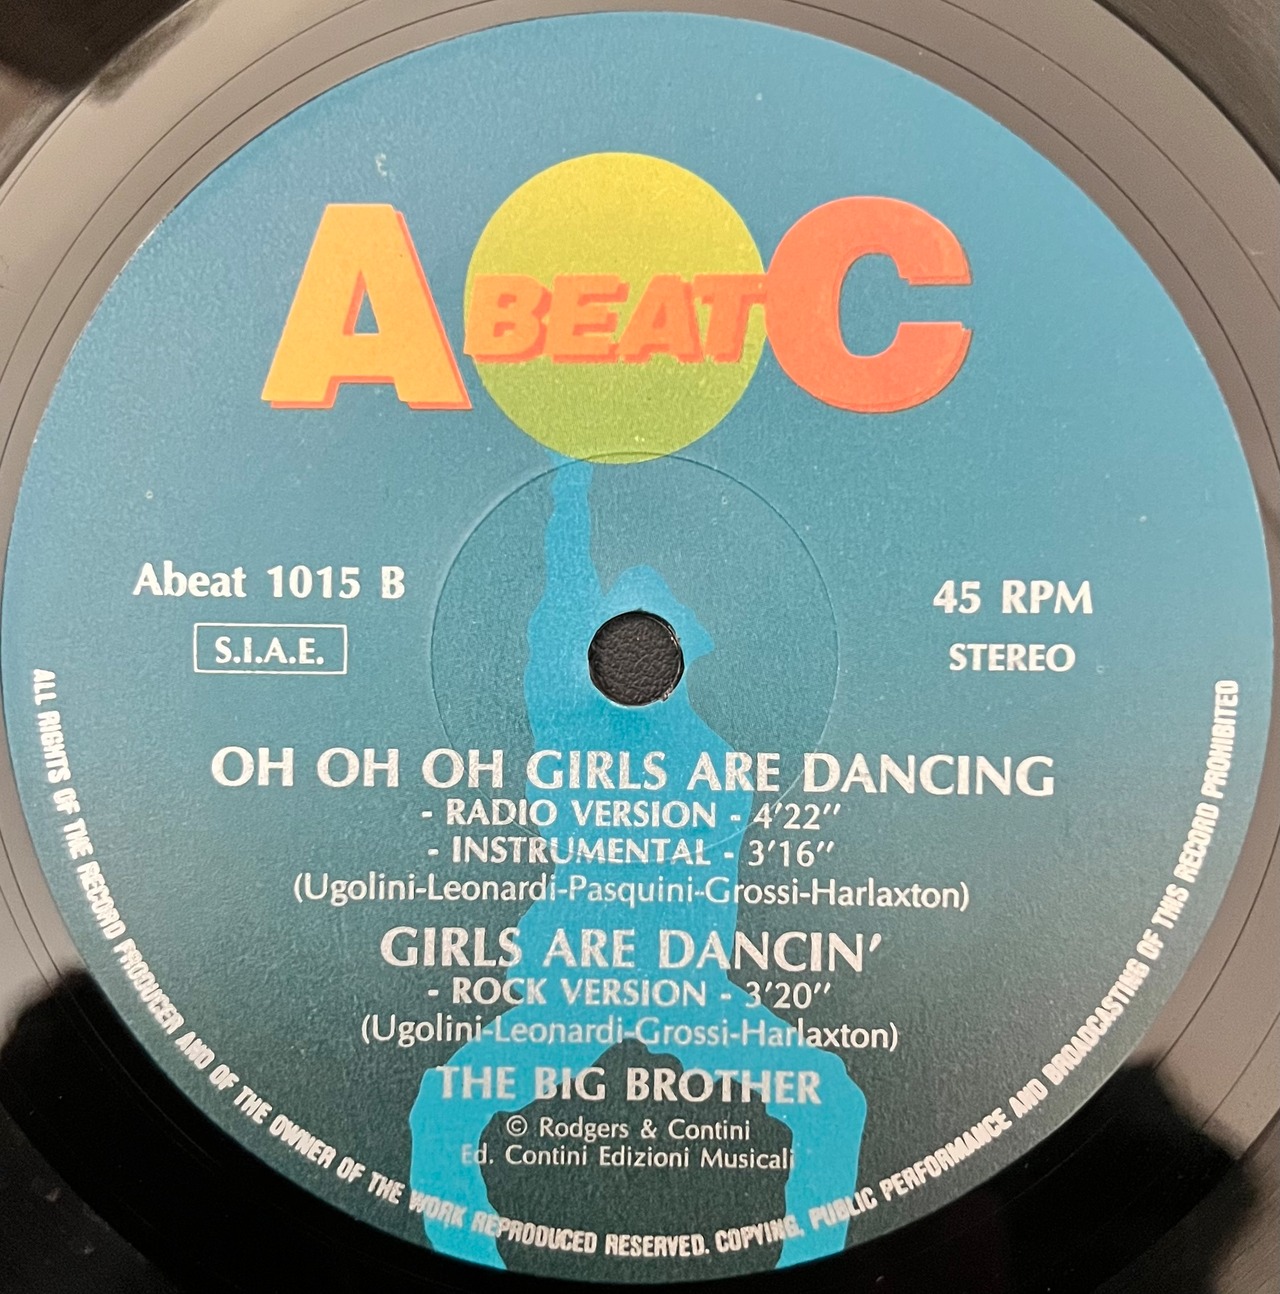 A BEAT C
Abeat 1015 B
S.I.A.E.
45 RPM
STEREO
OH OH OH GIRLS ARE DANCING
- RADIO VERSION - 4'22"
- INSTRUMENTAL - 3'16"
(Ugolini-Leonardi-Pasquini-Grossi-Harlaxton)
GIRLS ARE DANCIN'
- ROCK VERSION - 3'20"
(Ugolini-Leonardi-Grossi-Harlaxton)
THE BIG BROTHER
© Rodgers & Contini
Ed. Contini Edizioni Musicali
ALL RIGHTS OF THE RECORD PRODUCER AND OF THE OWNER OF THE WORK REPRODUCED RESERVED. COPYING, PUBLIC PERFORMANCE AND BROADCASTING OF THIS RECORD PROHIBITED